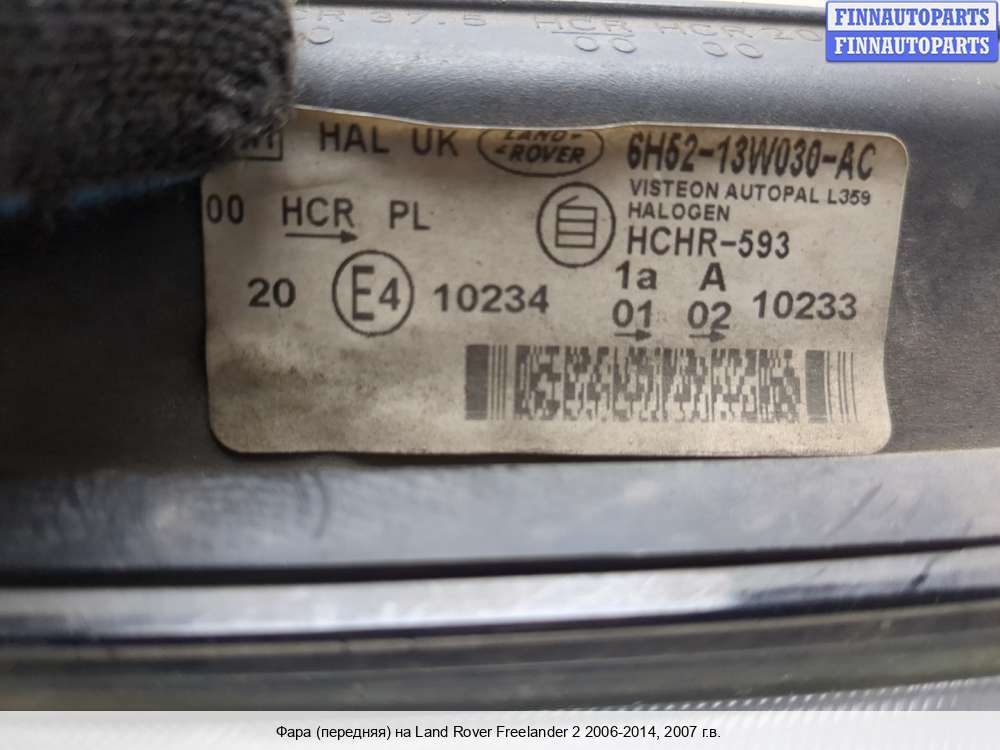 FINNAUTOPARTS
FINNAUTOPARTS
CR 37.5 HCR HCR 20
00 00
HAL UK LAND-ROVER 6H52-13W030-AC
VISTEON AUTOPAL L359
HALOGEN
00 HCR PL
HCHR-593
1a A
20 E4 10234 01 02 10233
Фара (передняя) на Land Rover Freelander 2 2006-2014, 2007 г.в.